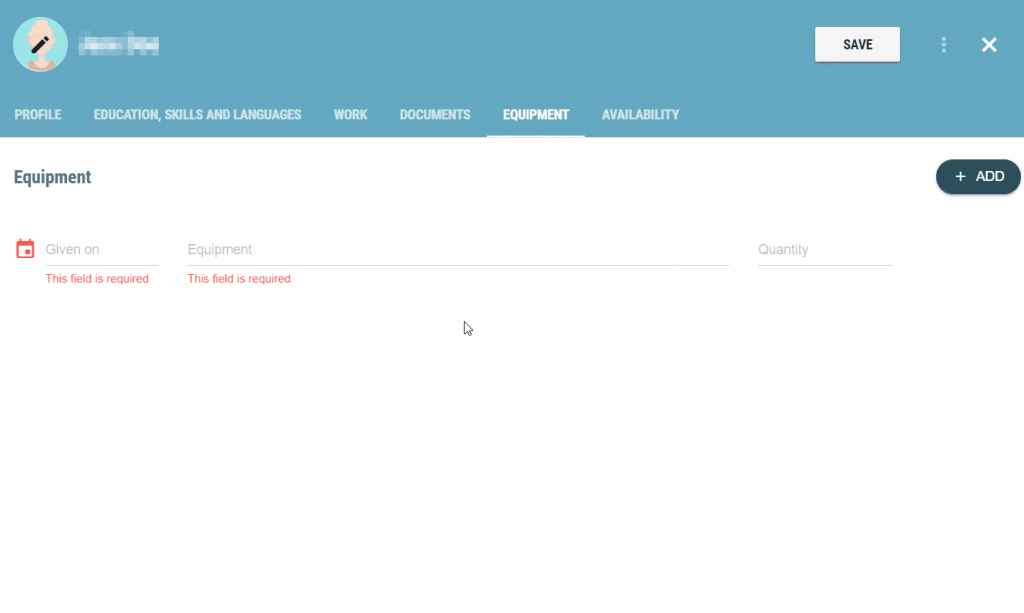 SAVE
PROFILE EDUCATION, SKILLS AND LANGUAGES WORK DOCUMENTS EQUIPMENT AVAILABILITY
Equipment
+ ADD
Given on Equipment Quantity
This field is required This field is required